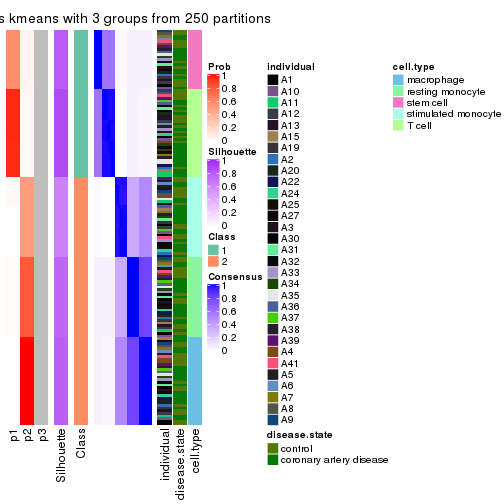 s kmeans with 3 groups from 250 partitions
Prob
1
0.8
0.6
0.4
0.2
0
Silhouette
1
0.8
0.6
0.4
0.2
0
Class
1
2
Consensus
1
0.8
0.6
0.4
0.2
0
individual
A1
A10
A11
A12
A13
A15
A19
A2
A20
A22
A24
A25
A27
A3
A30
A31
A32
A33
A34
A35
A36
A37
A38
A39
A4
A41
A5
A6
A7
A8
A9
disease.state
control
coronary artery disease
cell.type
macrophage
resting monocyte
stem cell
stimulated monocyte
T cell
p1
p2
p3
Silhouette
Class
individual
disease.state
cell.type